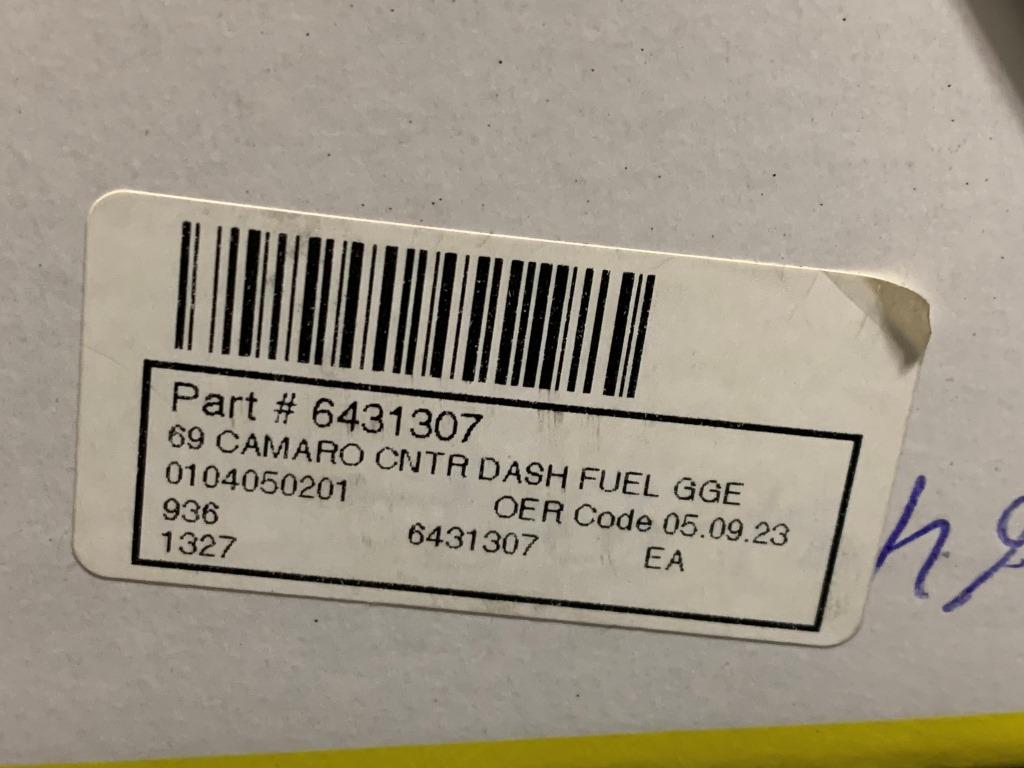 Part # 6431307
69 CAMARO CNTR DASH FUEL GGE
0104050201 OER Code 05.09.23
936 6431307 EA
1327